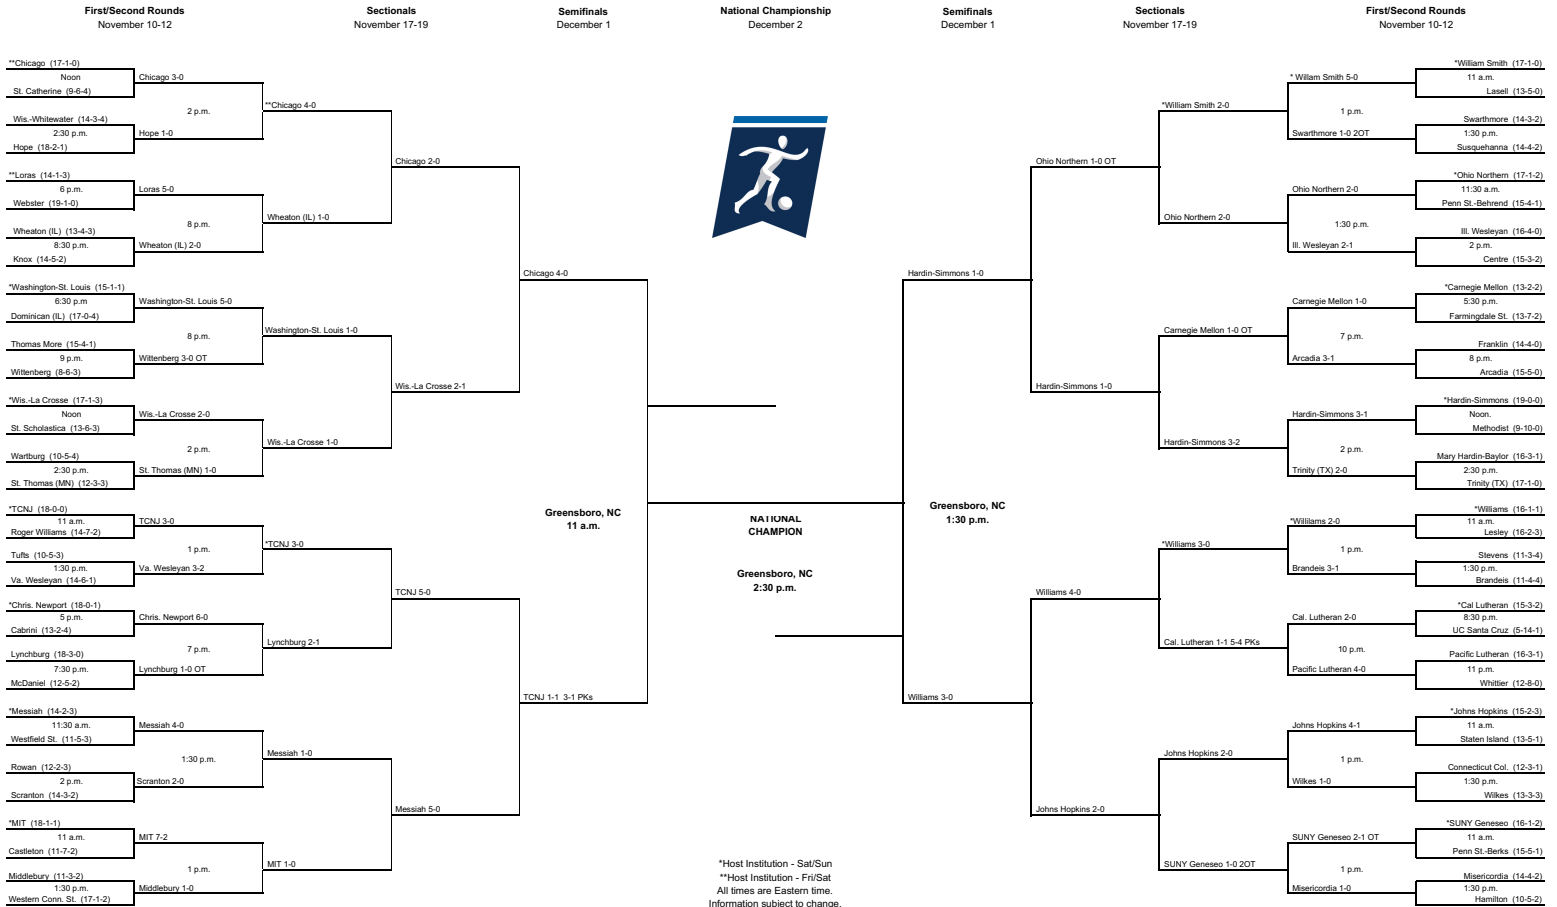 First/Second Rounds
November 10-12
Sectionals
November 17-19
Semifinals
December 1
National Championship
December 2
Semifinals
December 1
Sectionals
November 17-19
First/Second Rounds
November 10-12
**Chicago (17-1-0)
Noon
St. Catherine (9-6-4)
Wis.-Whitewater (14-3-4)
2:30 p.m.
Hope (18-2-1)
**Loras (14-1-3)
6 p.m.
Webster (19-1-0)
Wheaton (IL) (13-4-3)
8:30 p.m.
Knox (14-5-2)
*Washington-St. Louis (15-1-1)
6:30 p.m
Dominican (IL) (17-0-4)
Thomas More (15-4-1)
9 p.m.
Wittenberg (8-6-3)
*Wis.-La Crosse (17-1-3)
Noon
St. Scholastica (13-6-3)
Wartburg (10-5-4)
2:30 p.m.
St. Thomas (MN) (12-3-3)
*TCNJ (18-0-0)
11 a.m.
Roger Williams (14-7-2)
Tufts (10-5-3)
1:30 p.m.
Va. Wesleyan (14-6-1)
*Chris. Newport (18-0-1)
5 p.m.
Cabrini (13-2-4)
Lynchburg (18-3-0)
7:30 p.m.
McDaniel (12-5-2)
*Messiah (14-2-3)
11:30 a.m.
Westfield St. (11-5-3)
Rowan (12-2-3)
2 p.m.
Scranton (14-3-2)
*MIT (18-1-1)
11 a.m.
Castleton (11-7-2)
Middlebury (11-3-2)
1:30 p.m.
Western Conn. St. (17-1-2)
Chicago 3-0
2 p.m.
Hope 1-0
Loras 5-0
8 p.m.
Wheaton (IL) 2-0
Washington-St. Louis 5-0
8 p.m.
Wittenberg 3-0 OT
Wis.-La Crosse 2-0
2 p.m.
St. Thomas (MN) 1-0
TCNJ 3-0
1 p.m.
Va. Wesleyan 3-2
Chris. Newport 6-0
7 p.m.
Lynchburg 1-0 OT
Messiah 4-0
1:30 p.m.
Scranton 2-0
MIT 7-2
1 p.m.
Middlebury 1-0
**Chicago 4-0
Wheaton (IL) 1-0
Washington-St. Louis 1-0
Wis.-La Crosse 1-0
*TCNJ 3-0
Lynchburg 2-1
Messiah 1-0
MIT 1-0
Chicago 2-0
Wis.-La Crosse 2-1
TCNJ 5-0
Messiah 5-0
Chicago 4-0
Greensboro, NC
11 a.m.
TCNJ 1-1 3-1 PKs
NATIONAL
CHAMPION
Greensboro, NC
2:30 p.m.
*Host Institution - Sat/Sun
**Host Institution - Fri/Sat
All times are Eastern time.
Information subject to change.
Hardin-Simmons 1-0
Greensboro, NC
1:30 p.m.
Williams 3-0
Ohio Northern 1-0 OT
Hardin-Simmons 1-0
Williams 4-0
Johns Hopkins 2-0
*William Smith 2-0
Ohio Northern 2-0
Carnegie Mellon 1-0 OT
Hardin-Simmons 3-2
*Williams 3-0
Cal. Lutheran 1-1 5-4 PKs
Johns Hopkins 2-0
SUNY Geneseo 1-0 2OT
* Willam Smith 5-0
1 p.m.
Swarthmore 1-0 2OT
Ohio Northern 2-0
1:30 p.m.
Ill. Wesleyan 2-1
Carnegie Mellon 1-0
7 p.m.
Arcadia 3-1
Hardin-Simmons 3-1
2 p.m.
Trinity (TX) 2-0
*Willilams 2-0
1 p.m.
Brandeis 3-1
Cal. Lutheran 2-0
10 p.m.
Pacific Lutheran 4-0
Johns Hopkins 4-1
1 p.m.
Wilkes 1-0
SUNY Geneseo 2-1 OT
1 p.m.
Misericordia 1-0
*William Smith (17-1-0)
11 a.m.
Lasell (13-5-0)
Swarthmore (14-3-2)
1:30 p.m.
Susquehanna (14-4-2)
*Ohio Northern (17-1-2)
11:30 a.m.
Penn St.-Behrend (15-4-1)
Ill. Wesleyan (16-4-0)
2 p.m.
Centre (15-3-2)
*Carnegie Mellon (13-2-2)
5:30 p.m.
Farmingdale St. (13-7-2)
Franklin (14-4-0)
8 p.m.
Arcadia (15-5-0)
*Hardin-Simmons (19-0-0)
Noon.
Methodist (9-10-0)
Mary Hardin-Baylor (16-3-1)
2:30 p.m.
Trinity (TX) (17-1-0)
*Williams (16-1-1)
11 a.m.
Lesley (16-2-3)
Stevens (11-3-4)
1:30 p.m.
Brandeis (11-4-4)
*Cal Lutheran (15-3-2)
8:30 p.m.
UC Santa Cruz (5-14-1)
Pacific Lutheran (16-3-1)
11 p.m.
Whittier (12-8-0)
*Johns Hopkins (15-2-3)
11 a.m.
Staten Island (13-5-1)
Connecticut Col. (12-3-1)
1:30 p.m.
Wilkes (13-3-3)
*SUNY Geneseo (16-1-2)
11 a.m.
Penn St.-Berks (15-5-1)
Misericordia (14-4-2)
1:30 p.m.
Hamilton (10-5-2)